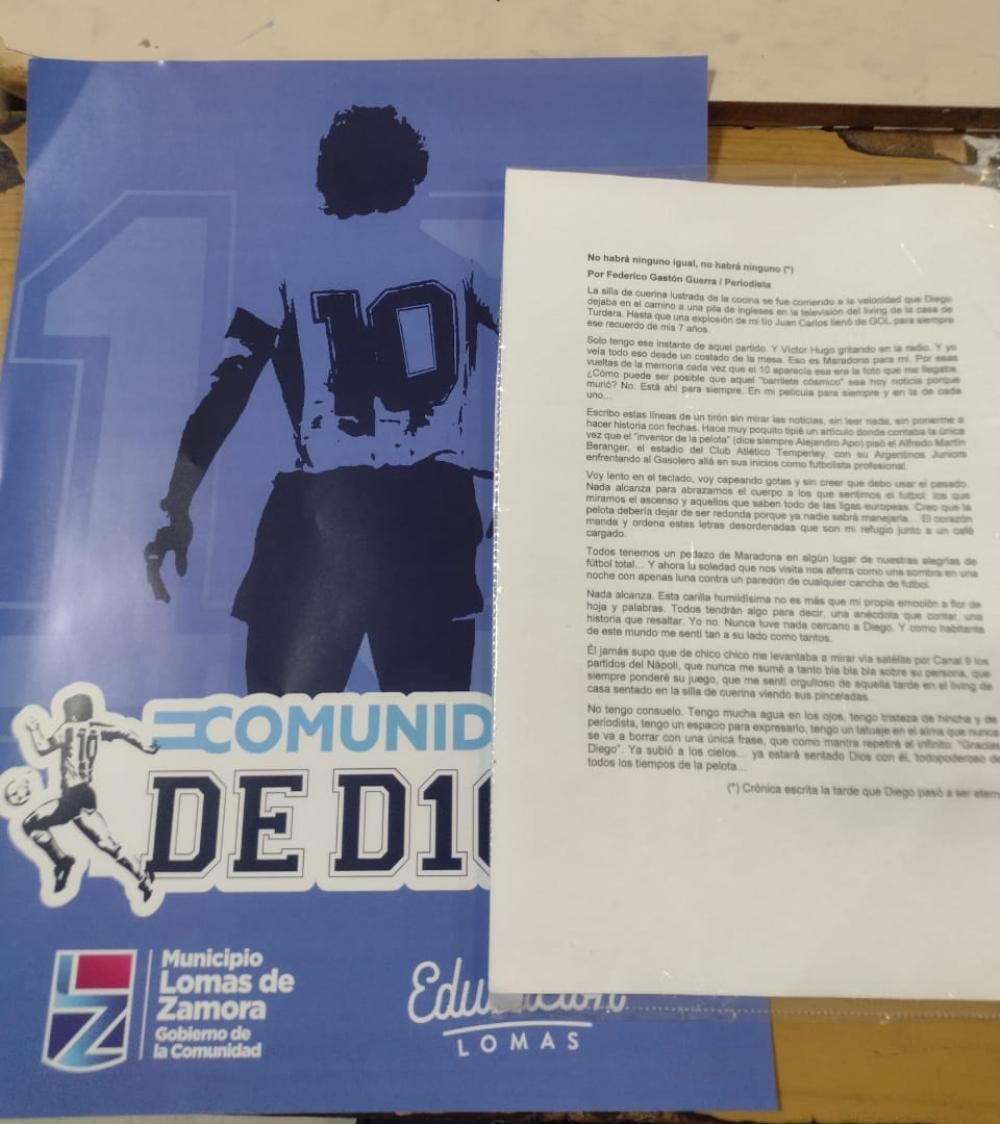 10
COMUNID
DE D10
10
Municipio
Lomas de
Zamora
Gobierno de
la Comunidad
LOMAS
No habrá ninguno igual, no habrá ninguno (*)
Por Federico Gastón Guerra / Periodista
La silla de cuerina lustrada de la cocina se fue corriendo a la velocidad que Diego
dejaba en el camino a una pila de ingleses en la televisión del living de la casa de
Turdera. Hasta que una explosión de mi tío Juan Carlos llenó de GOL para siempre
ese recuerdo de mis 7 años.
Solo tengo ese instante de aquel partido. Y Víctor Hugo gritando en la radio. Y yo
veía todo eso desde un costado de la mesa. Eso es Maradona para mí. Por esas
vueltas de la memoria cada vez que el 10 aparecía esa era la foto que me llegaba.
¿Cómo puede ser posible que aquel "barrilete cósmico" sea hoy noticia porque
murió? No. Está ahí para siempre. En mi película para siempre y en la de cada
uno...
Escribo estas líneas de un tirón sin mirar las noticias, sin leer nada, sin ponerme a
hacer historia con fechas. Hace muy poquito tipié un artículo donde contaba la única
vez que el "inventor de la pelota" (dice siempre Alejandro Apo) pisó el Alfredo Martín
Beranger, el estadio del Club Atlético Temperley, con su Argentinos Juniors
enfrentando al Gasolero allá en sus inicios como futbolista profesional.
Voy lento en el teclado, voy capeando gotas y sin creer que debo usar el pasado.
Nada alcanza para abrazarnos el cuerpo a los que sentimos el futbol: los que
miramos el ascenso y aquellos que saben todo de las ligas europeas. Creo que la
pelota debería dejar de ser redonda porque ya nadie sabrá manejarla... El corazón
manda y ordena estas letras desordenadas que son mi refugio junto a un café
cargado.
Todos tenemos un pedazo de Maradona en algún lugar de nuestras alegrías de
fútbol total... Y ahora la soledad que nos visita nos aferra como una sombra en una
noche con apenas luna contra un paredón de cualquier cancha de futbol.
Nada alcanza. Esta carilla humildísima no es más que mi propia emoción a flor de
hoja y palabras. Todos tendrán algo para decir, una anécdota que contar, una
historia que resaltar. Yo no. Nunca tuve nada cercano a Diego. Y como habitante
de este mundo me sentí tan a su lado como tantos.
Él jamás supo que de chico chico me levantaba a mirar vía satélite por Canal 9 los
partidos del Nápoli, que nunca me sumé a tanto bla bla bla sobre su persona, que
siempre ponderé su juego, que me sentí orgulloso de aquella tarde en el living de
casa sentado en la silla de cuerina viendo sus pinceladas.
No tengo consuelo. Tengo mucha agua en los ojos, tengo tristeza de hincha y de
periodista, tengo un espacio para expresarlo, tengo un tatuaje en el alma que nunca
se va a borrar con una única frase, que como mantra repetiré al infinito: "Gracias
Diego". Ya subió a los cielos... ya estará sentado Dios con él, todopoderoso de
todos los tiempos de la pelota...
(*) Crónica escrita la tarde que Diego pasó a ser etern